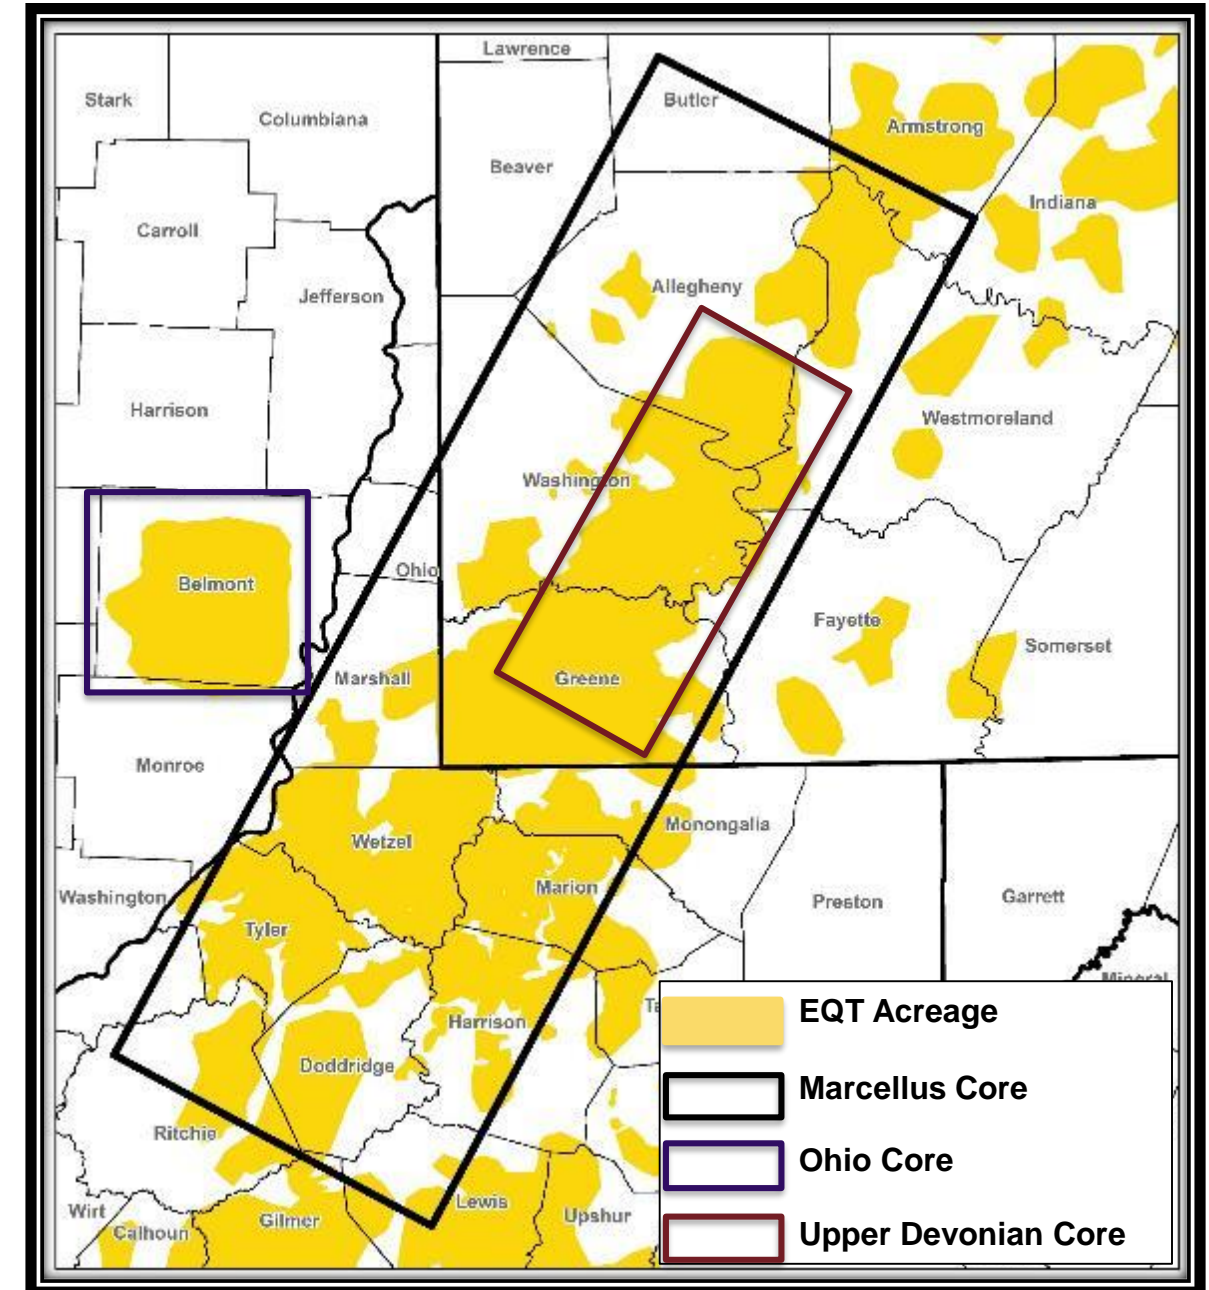 Lawrence
Stark
Butler
Columbiana
Armstrong
Beaver
Indiana
Carroll
Allegheny
Jefferson
Harrison
Westmoreland
Washington
Ohio
Belmont
Fayette
Somerset
Marshall
Greene
Monroe
Monongalia
Wetzel
Marion
Washington
Preston
Garrett
Tyler
Mineral
Harrison
Ta
Doddridge
Ritchie
Wirt
Calhoun
Gilmer
Lewis
Upshur
EQT Acreage
Marcellus Core
Ohio Core
Upper Devonian Core